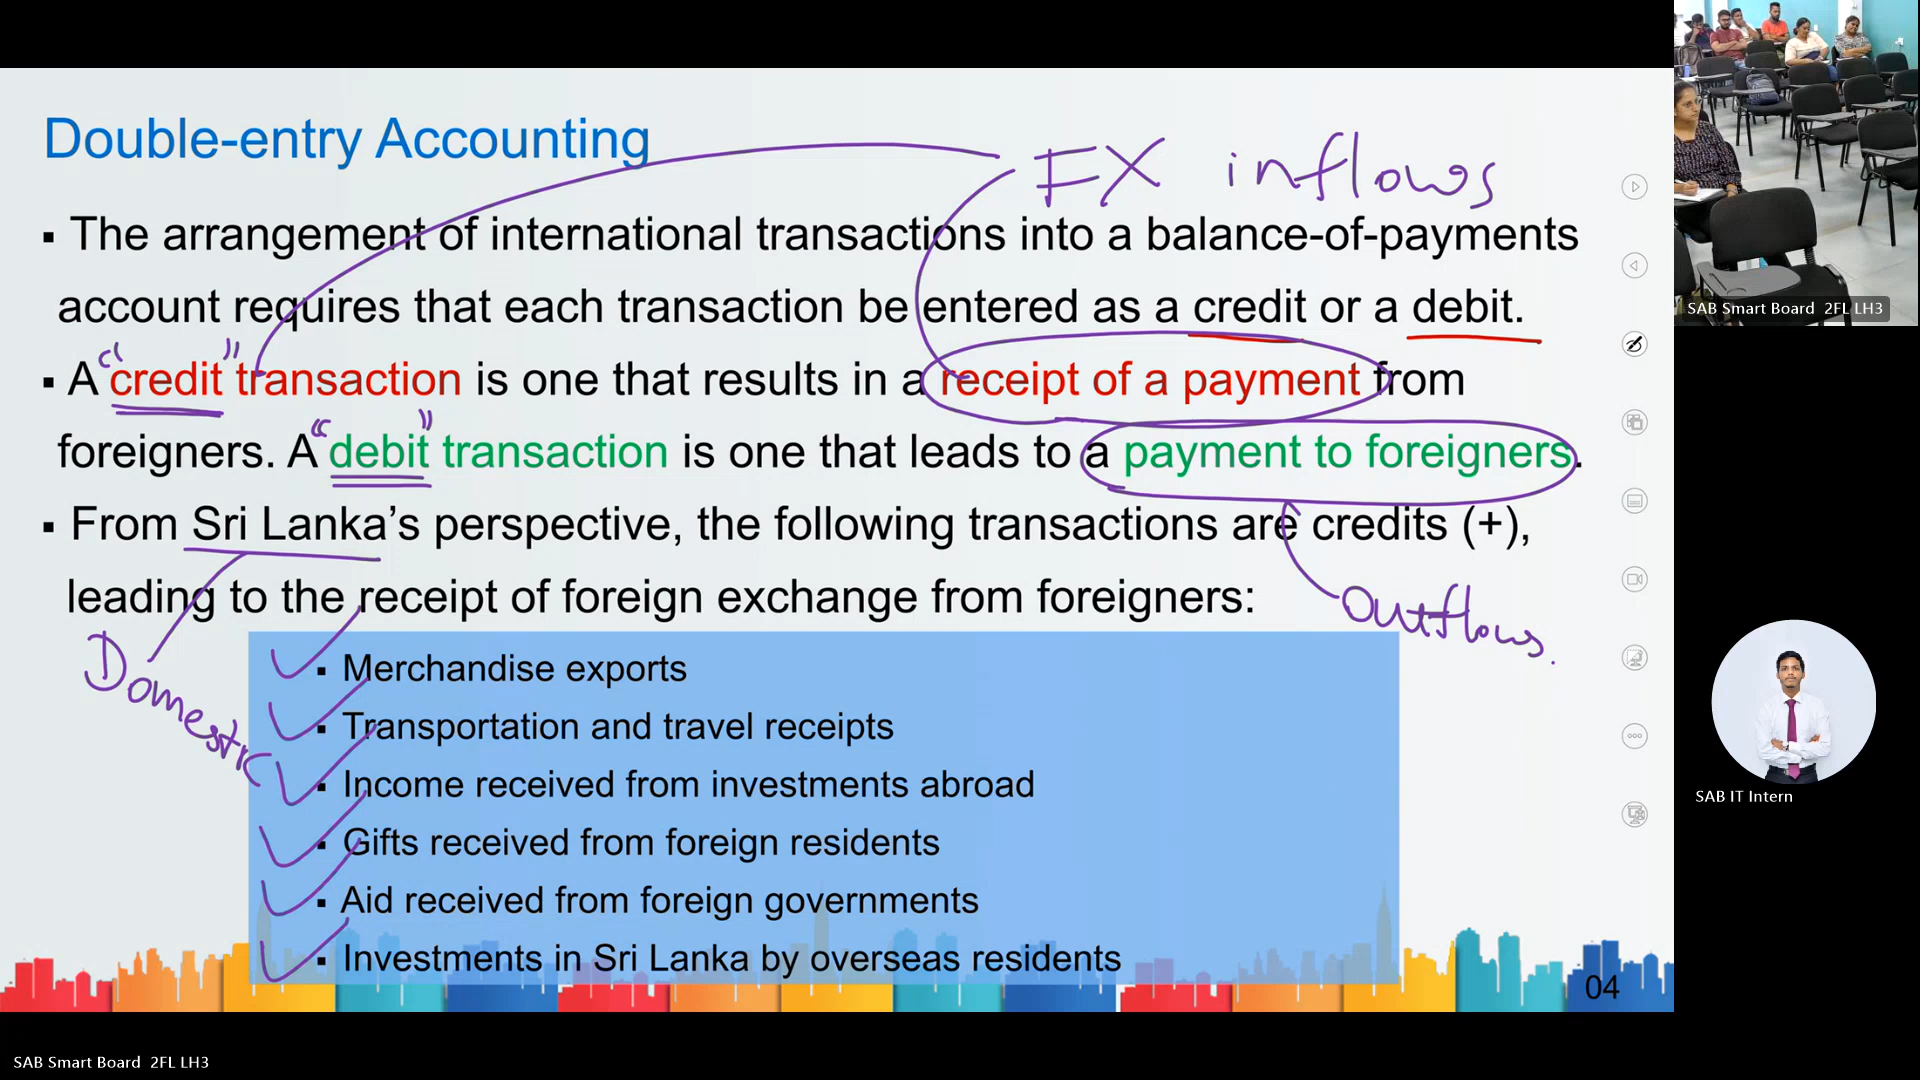 Double-entry Accounting
FX inflows
▪ The arrangement of international transactions into a balance-of-payments
account requires that each transaction be entered as a credit or a debit.
▪ A "credit" transaction is one that results in a receipt of a payment from
foreigners. A "debit" transaction is one that leads to a payment to foreigners.
▪ From Sri Lanka's perspective, the following transactions are credits (+),
leading to the receipt of foreign exchange from foreigners:
Outflows.
Domestic
▪ Merchandise exports
▪ Transportation and travel receipts
▪ Income received from investments abroad
▪ Gifts received from foreign residents
▪ Aid received from foreign governments
▪ Investments in Sri Lanka by overseas residents
04
SAB Smart Board 2FL LH3
SAB IT Intern
SAB Smart Board 2FL LH3